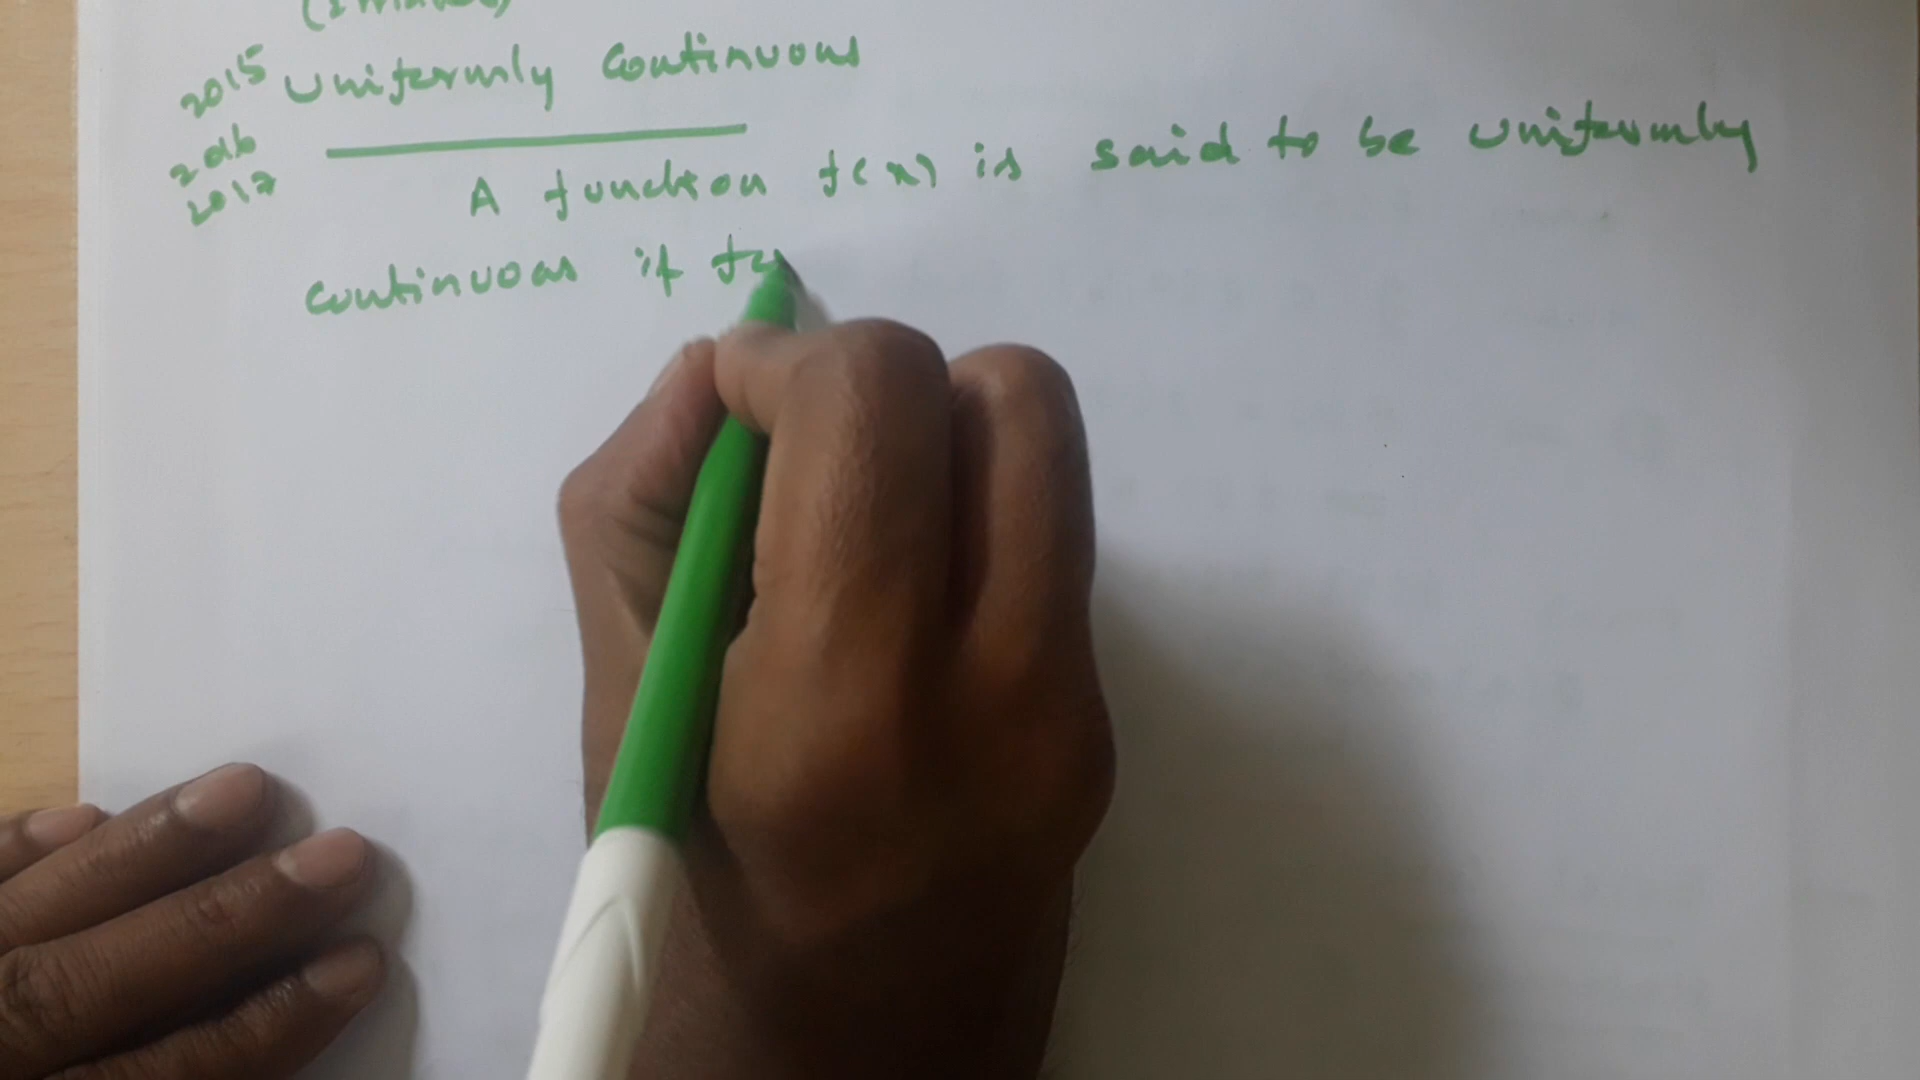 2015 Uniformly Continuous
2016
2017
A function f(x) is said to be uniformly
continuous if